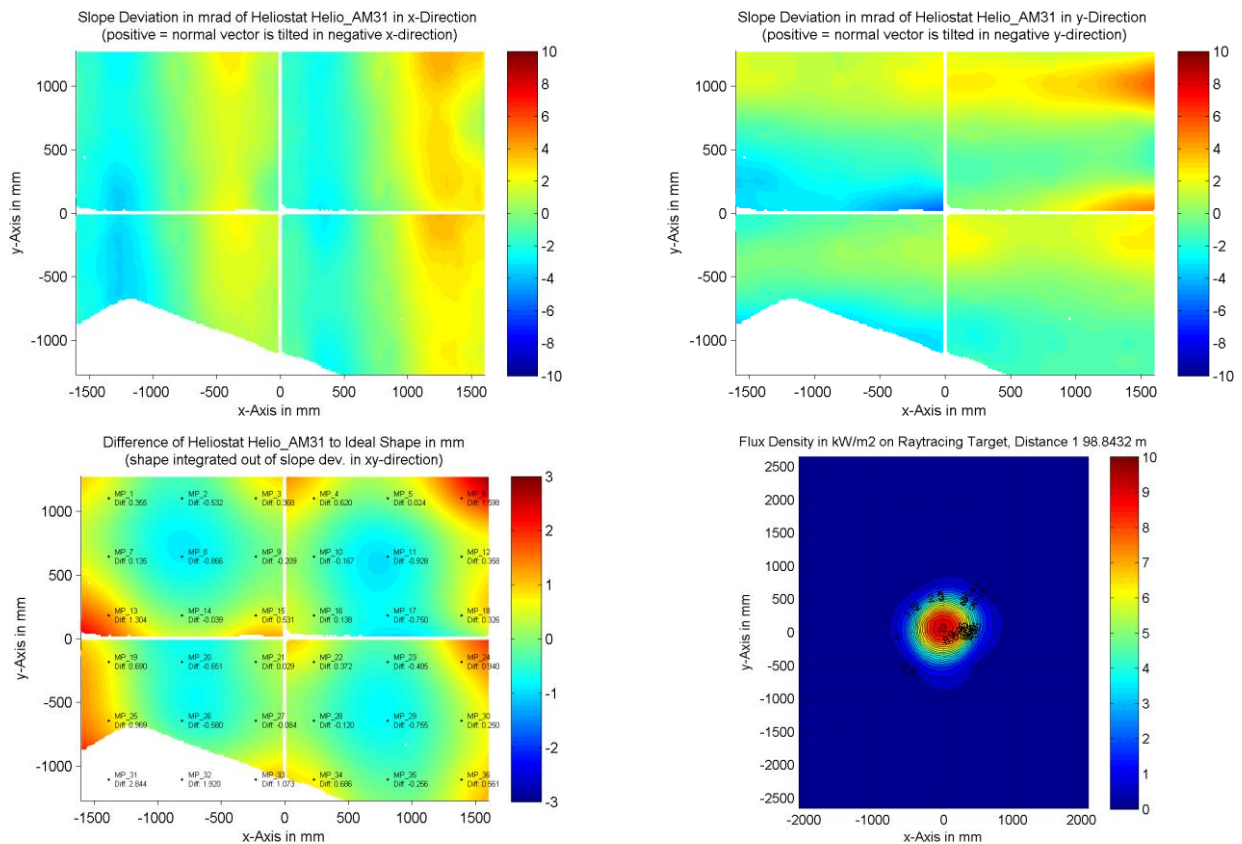 Slope Deviation in mrad of Heliostat Helio_AM31 in x-Direction
(positive = normal vector is tilted in negative x-direction)
1000
500
0
-500
-1000
y-Axis in mm
-1500 -1000 -500 0 500 1000 1500
x-Axis in mm
10
8
6
4
2
0
-2
-4
-6
-8
-10
Slope Deviation in mrad of Heliostat Helio_AM31 in y-Direction
(positive = normal vector is tilted in negative y-direction)
1000
500
0
-500
-1000
y-Axis in mm
-1500 -1000 -500 0 500 1000 1500
x-Axis in mm
10
8
6
4
2
0
-2
-4
-6
-8
-10
Difference of Heliostat Helio_AM31 to Ideal Shape in mm
(shape integrated out of slope dev. in xy-direction)
1000
500
0
-500
-1000
y-Axis in mm
MP_1 MP_2 MP_3 MP_4 MP_5
Diff: 0.355 Diff: -0.532 Diff: 0.368 Diff: 0.620 Diff: 0.024 Diff: 1.598
MP_7 MP_8 MP_9 MP_10 MP_11 MP_12
Diff: 0.135 Diff: -0.866 Diff: -0.209 Diff: -0.167 Diff: -0.928 Diff: 0.358
MP_13 MP_14 MP_15 MP_16 MP_17 MP_18
Diff: 1.304 Diff: -0.039 Diff: 0.531 Diff: 0.138 Diff: -0.750 Diff: 0.326
MP_19 MP_20 MP_21 MP_22 MP_23 MP_24
Diff: 0.690 Diff: -0.651 Diff: 0.029 Diff: 0.372 Diff: -0.485 Diff: 0.940
MP_25 MP_26 MP_27 MP_28 MP_29 MP_30
Diff: 0.969 Diff: -0.580 Diff: -0.084 Diff: -0.120 Diff: -0.755 Diff: 0.250
MP_31 MP_32 MP_33 MP_34 MP_35 MP_36
Diff: 2.844 Diff: 1.920 Diff: 1.073 Diff: 0.686 Diff: -0.256 Diff: 0.561
-1500 -1000 -500 0 500 1000 1500
x-Axis in mm
3
2
1
0
-1
-2
-3
Flux Density in kW/m2 on Raytracing Target, Distance 1 98.8432 m
2500
2000
1500
1000
500
0
-500
-1000
-1500
-2000
-2500
y-Axis in mm
-2000 -1000 0 1000 2000
x-Axis in mm
10
9
8
7
6
5
4
3
2
1
0